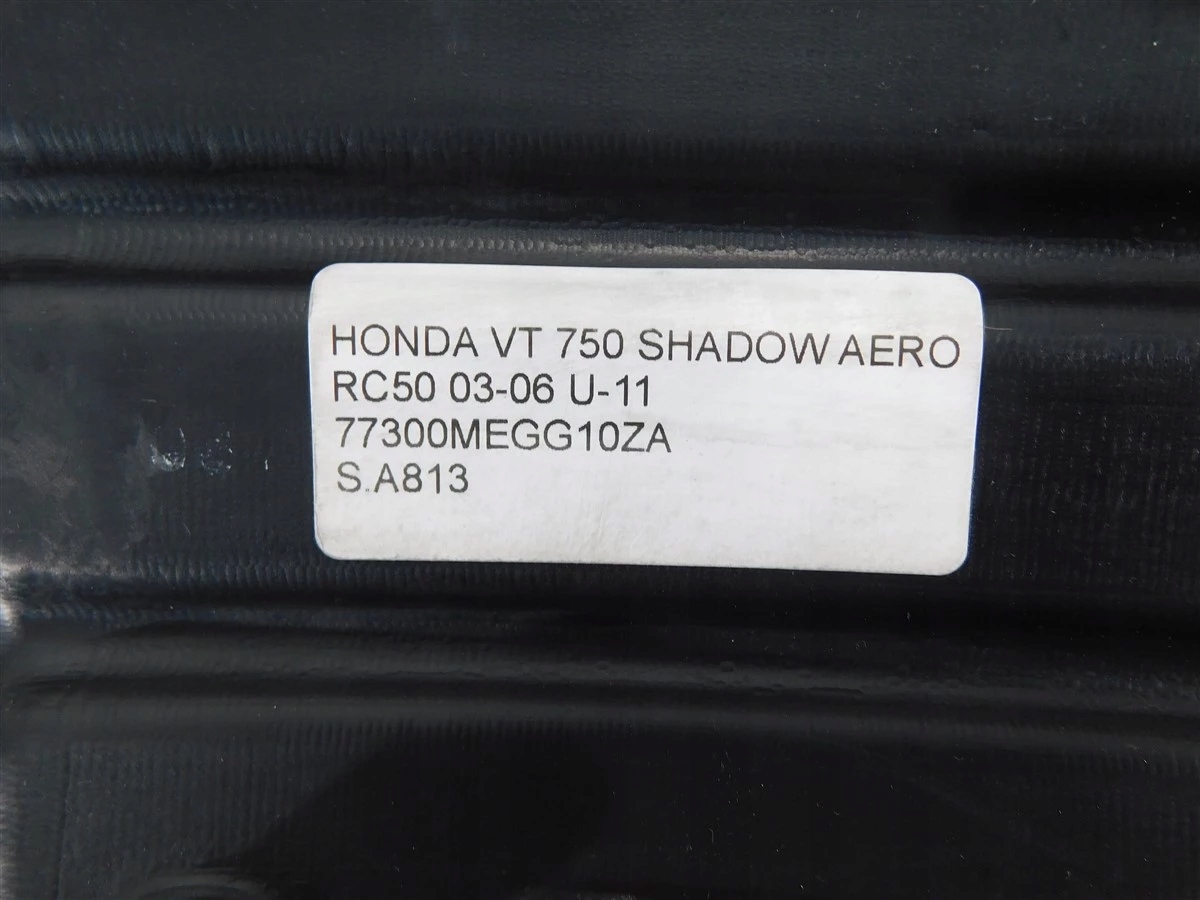 HONDA VT 750 SHADOW AERO
RC50 03-06 U-11
77300MEGG10ZA
S.A813